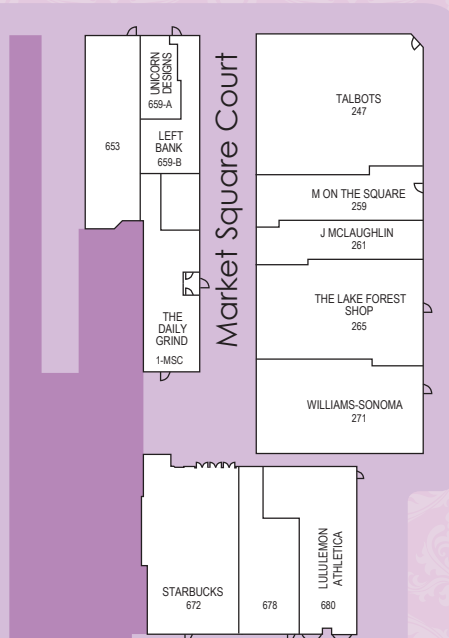 653
UNICORN
DESIGNS
659-A
LEFT
BANK
659-B
THE
DAILY
GRIND
1-MSC
Market Square Court
TALBOTS
247
M ON THE SQUARE
259
J MCLAUGHLIN
261
THE LAKE FOREST
SHOP
265
WILLIAMS-SONOMA
271
STARBUCKS
672
678
LULULEMON
ATHLETICA
680